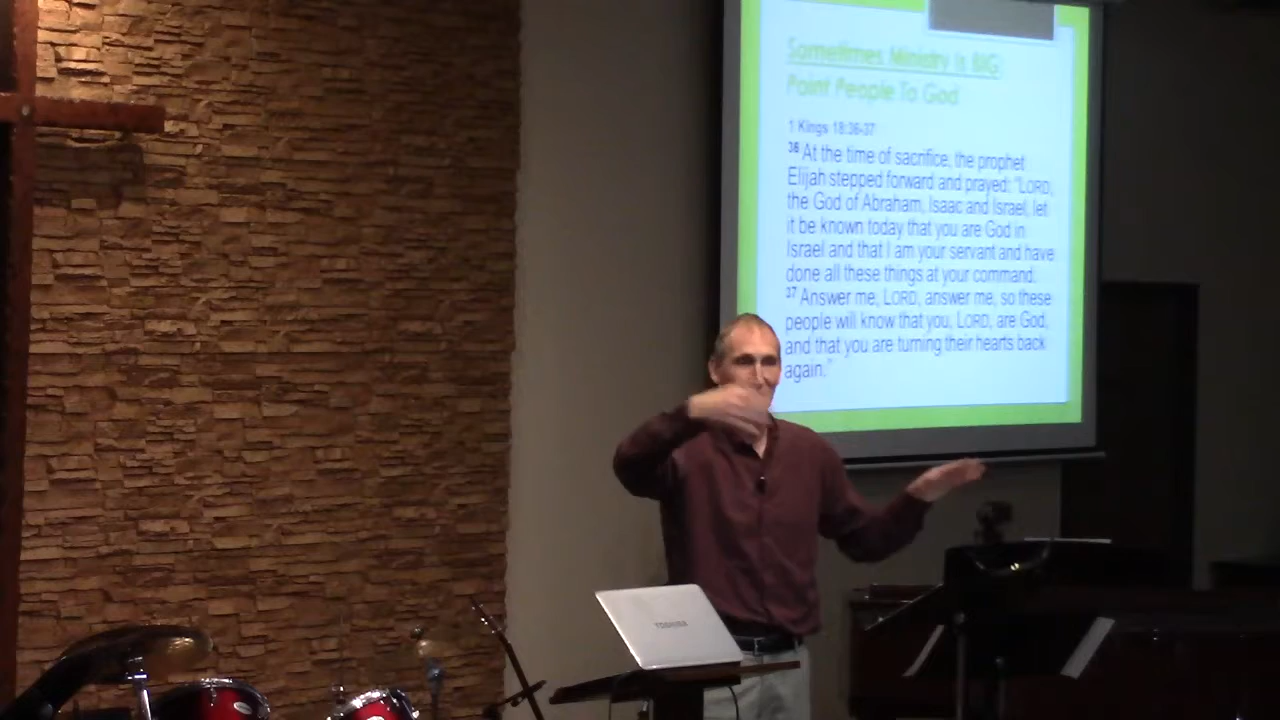 Sometimes Ministry Is BIG
Point People To God
1 Kings 18:36-37
36 At the time of sacrifice, the prophet
Elijah stepped forward and prayed: “LORD,
the God of Abraham, Isaac and Israel, let
it be known today that you are God in
Israel and that I am your servant and have
done all these things at your command.
37 Answer me, LORD, answer me, so these
people will know that you, LORD, are God,
and that you are turning their hearts back
again.”
TOSHIBA